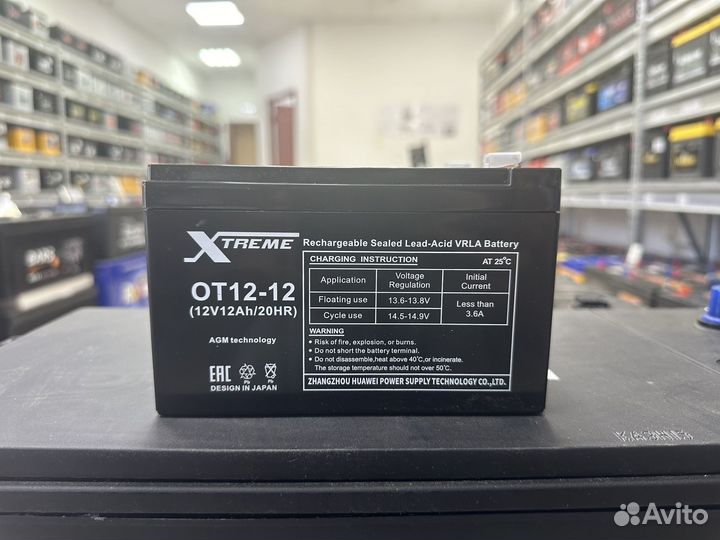 XTREME
OT12-12
(12V12Ah/20HR)
AGM technology
EAC Pb Pb
DESIGN IN JAPAN
Rechargeable Sealed Lead-Acid VRLA Battery
CHARGING INSTRUCTION AT 25°C
Application Voltage Regulation Initial Current
Floating use 13.6-13.8V Less than 3.6A
Cycle use 14.5-14.9V
WARNING
• Risk of fire, explosion, or burns.
• Do not short the battery terminal.
• Do not disassemble,heat above 40°C,or incinerate.
The storage temperature should not over 50°C.
ZHANGZHOU HUAWEI POWER SUPPLY TECHNOLOGY CO.,LTD.
Avito